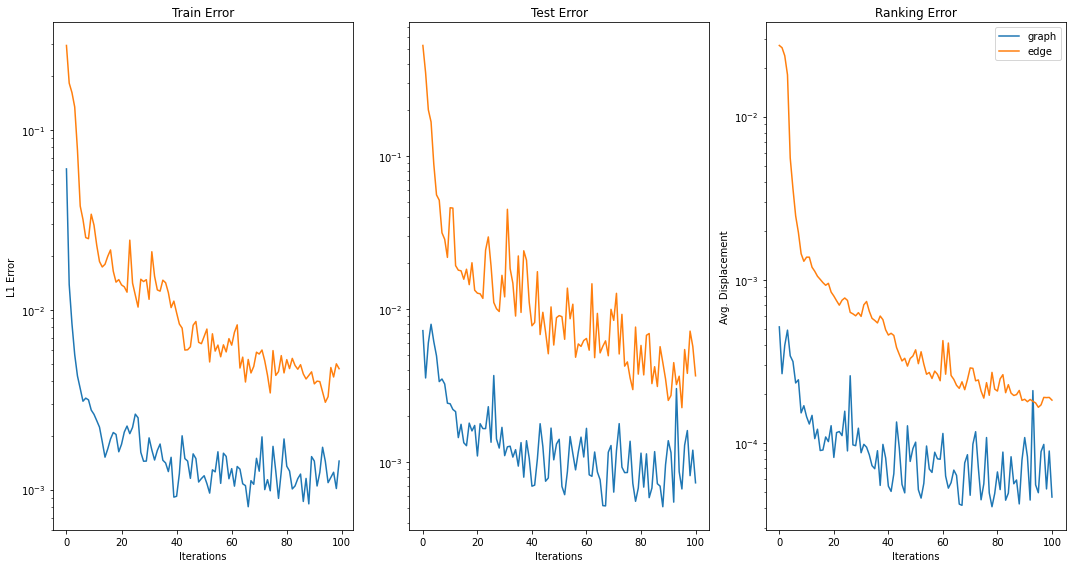 Train Error
L1 Error
10⁻¹
10⁻²
10⁻³
0 20 40 60 80 100
Iterations
Test Error
10⁻¹
10⁻²
10⁻³
0 20 40 60 80 100
Iterations
Ranking Error
Avg. Displacement
10⁻²
10⁻³
10⁻⁴
0 20 40 60 80 100
Iterations
graph
edge